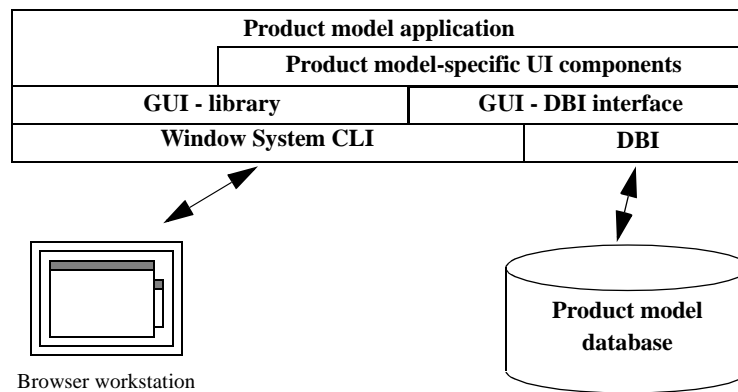 Product model application
Product model-specific UI components
GUI - library
GUI - DBI interface
Window System CLI
DBI
Product model
database
Browser workstation